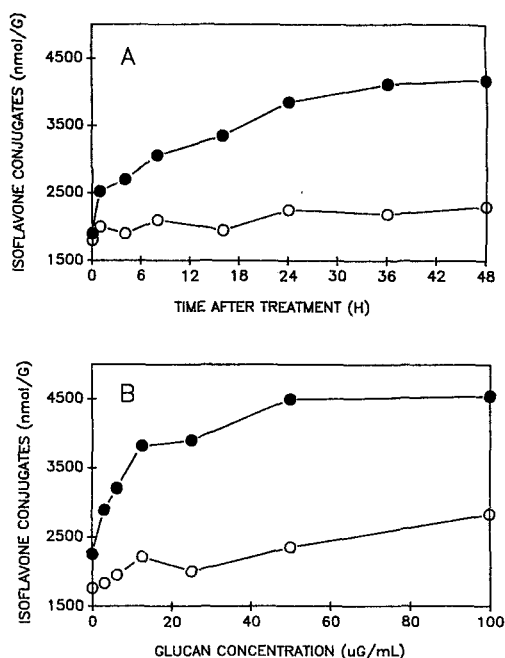 A
ISOFLAVONE CONJUGATES (nmol/G)
4500
3500
2500
1500
0 6 12 18 24 30 36 42 48
TIME AFTER TREATMENT (H)
B
ISOFLAVONE CONJUGATES (nmol/G)
4500
3500
2500
1500
0 20 40 60 80 100
GLUCAN CONCENTRATION (uG/mL)